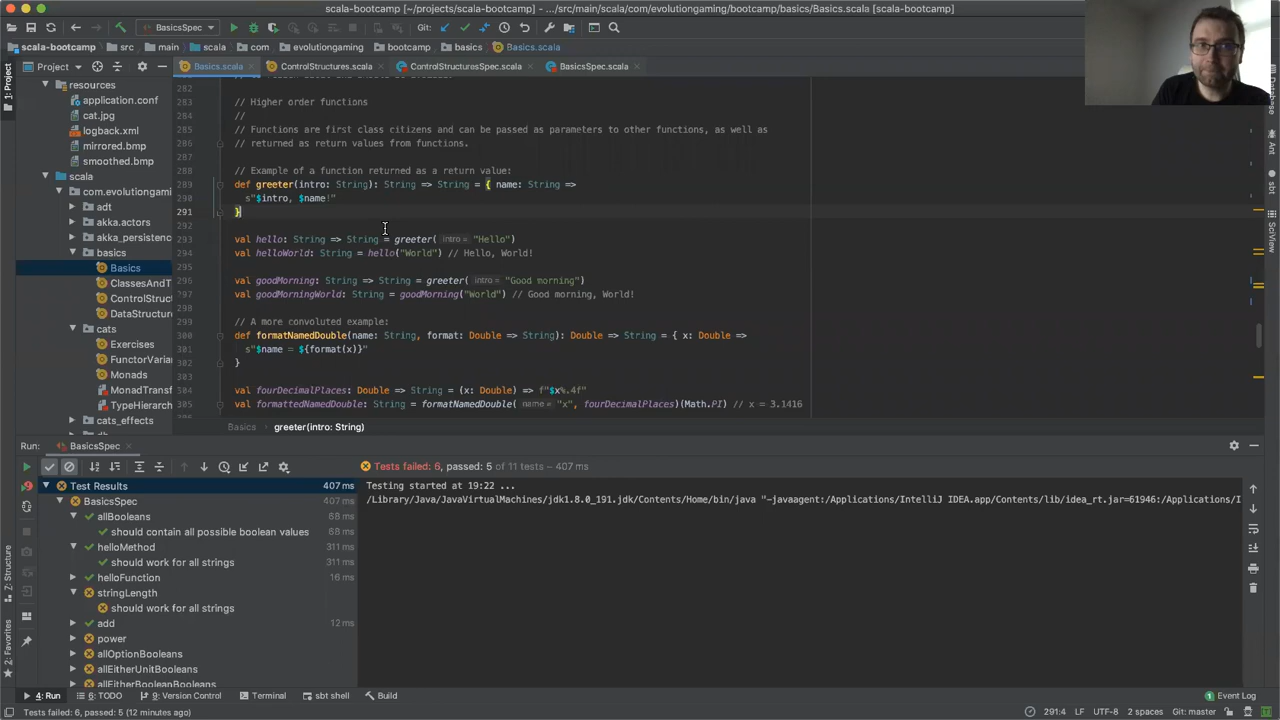 scala-bootcamp [~/projects/scala-bootcamp] - .../src/main/scala/com/evolutiongaming/bootcamp/basics/Basics.scala [scala-bootcamp]
BasicsSpec
Git:
scala-bootcamp
src
main
scala
com
evolutiongaming
bootcamp
basics
Basics.scala
Project
Basics.scala
ControlStructures.scala
ControlStructuresSpec.scala
BasicsSpec.scala
1: Project
resources
application.conf
cat.jpg
logback.xml
mirrored.bmp
smoothed.bmp
scala
com.evolutiongami
adt
akka.actors
akka_persistenc
basics
Basics
ClassesAndT
ControlStruc
DataStructur
cats
Exercises
FunctorVarian
Monads
MonadTransf
TypeHierarch
cats_effects
282
283 // Higher order functions
284 //
285 // Functions are first class citizens and can be passed as parameters to other functions, as well as
286 // returned as return values from functions.
287
288 // Example of a function returned as a return value:
289 def greeter(intro: String): String => String = { name: String =>
290 s"$intro, $name!"
291 }
292
293 val hello: String => String = greeter( intro = "Hello")
294 val helloWorld: String = hello("World") // Hello, World!
295
296 val goodMorning: String => String = greeter( intro = "Good morning")
297 val goodMorningWorld: String = goodMorning("World") // Good morning, World!
298
299 // A more convoluted example:
300 def formatNamedDouble(name: String, format: Double => String): Double => String = { x: Double =>
301 s"$name = ${format(x)}"
302 }
303
304 val fourDecimalPlaces: Double => String = (x: Double) => f"$x%.4f"
305 val formattedNamedDouble: String = formatNamedDouble( name = "x", fourDecimalPlaces)(Math.PI) // x = 3.1416
Basics
greeter(intro: String)
Database
Ant
sbt
SciView
Run:
BasicsSpec
Tests failed: 6, passed: 5 of 11 tests – 407 ms
Test Results 407 ms
BasicsSpec 407 ms
allBooleans 68 ms
should contain all possible boolean values 68 ms
helloMethod 311 ms
should work for all strings 311 ms
helloFunction 16 ms
stringLength
should work for all strings
add 12 ms
power
allOptionBooleans
allEitherUnitBooleans
allEitherBooleanBooleans
Testing started at 19:22 ...
/Library/Java/JavaVirtualMachines/jdk1.8.0_191.jdk/Contents/Home/bin/java "-javaagent:/Applications/IntelliJ IDEA.app/Contents/lib/idea_rt.jar=61946:/Applications/I
7: Structure
2: Favorites
4: Run
6: TODO
9: Version Control
Terminal
sbt shell
Build
1 Event Log
Tests failed: 6, passed: 5 (12 minutes ago)
291:4
LF
UTF-8
2 spaces
Git: master